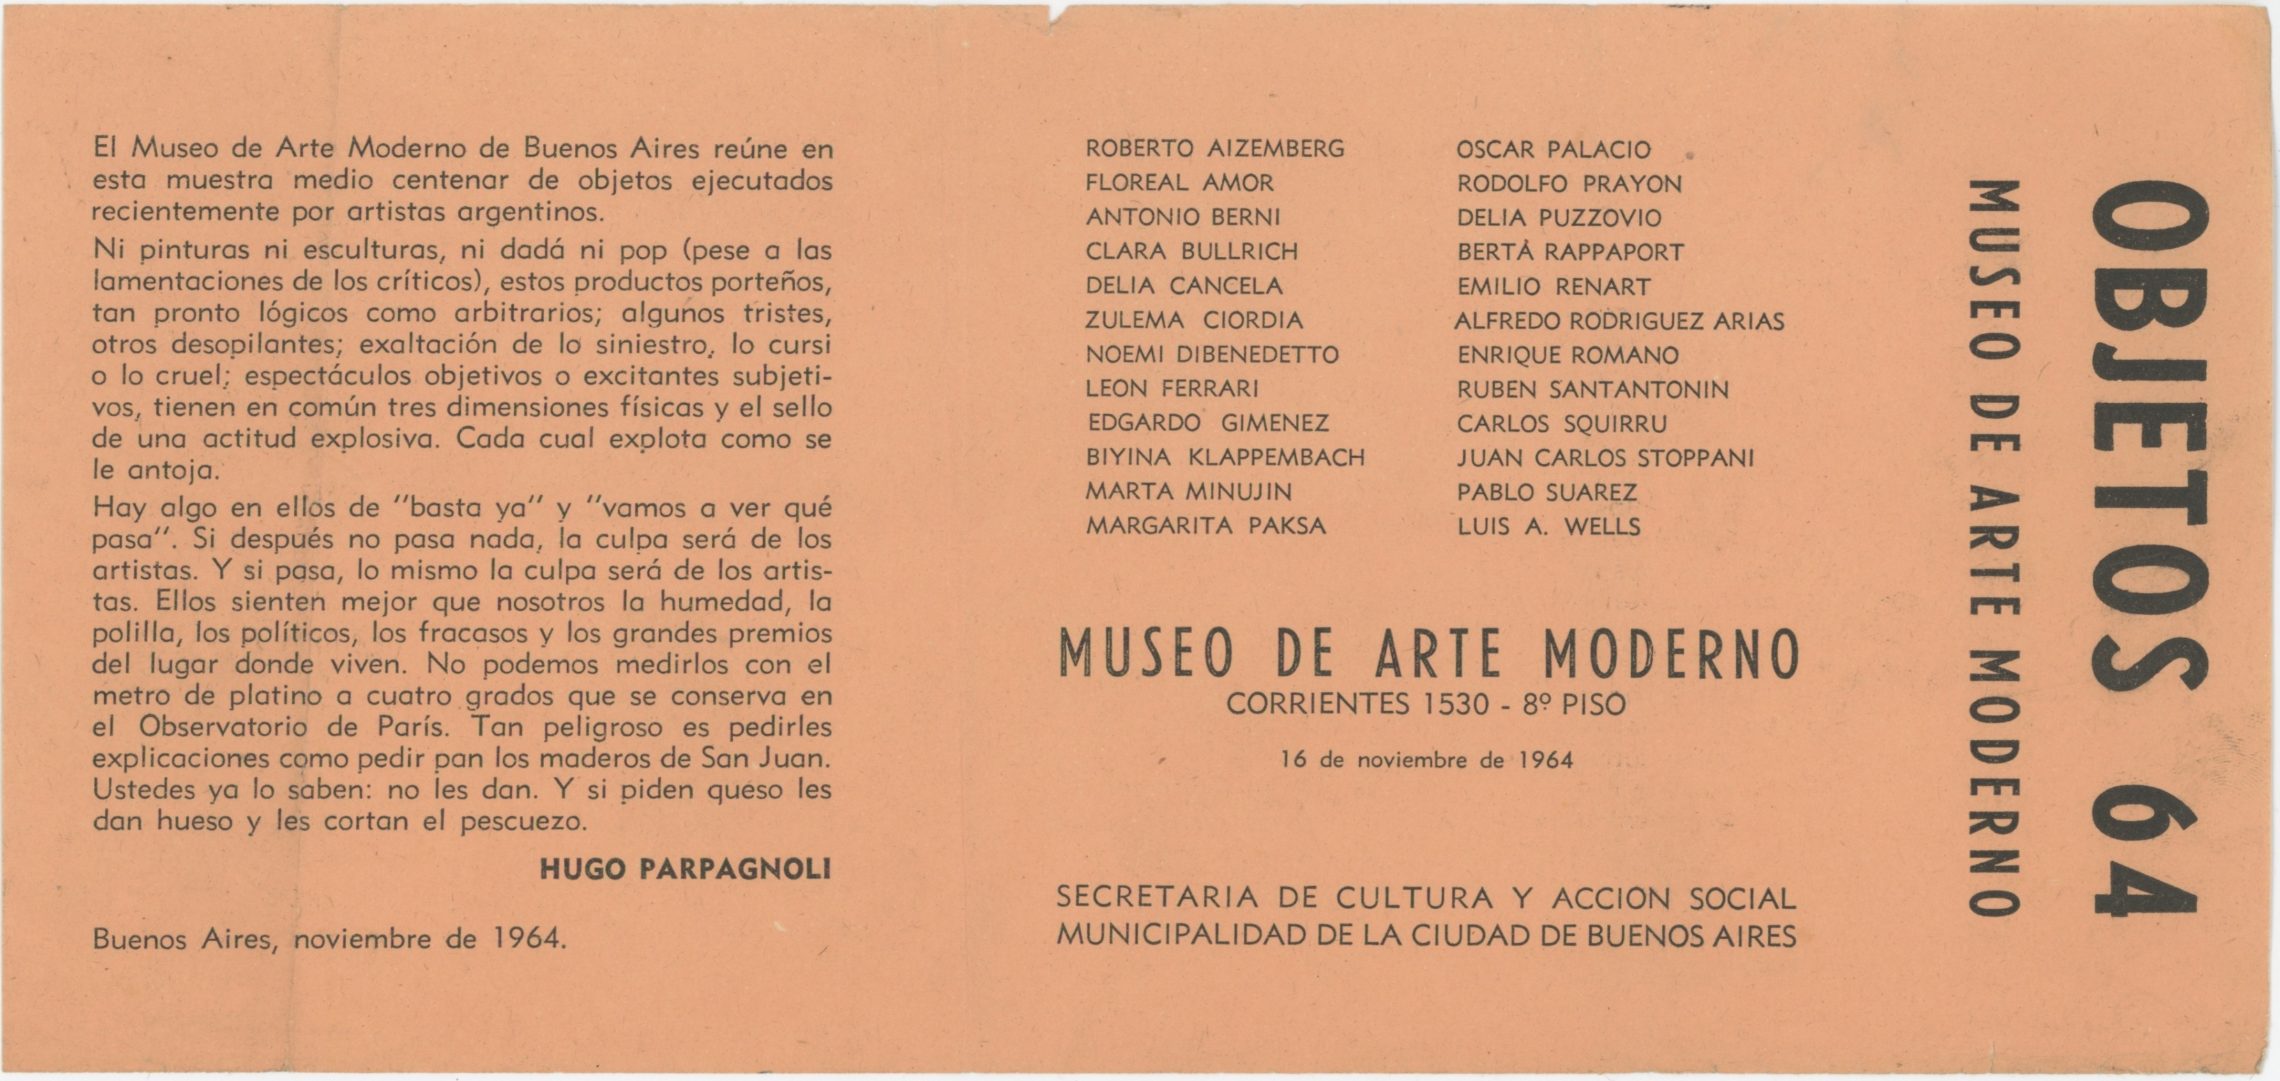 El Museo de Arte Moderno de Buenos Aires reúne en
esta muestra medio centenar de objetos ejecutados
recientemente por artistas argentinos.
Ni pinturas ni esculturas, ni dadá ni pop (pese a las
lamentaciones de los críticos), estos productos porteños,
tan pronto lógicos como arbitrarios; algunos tristes,
otros desopilantes; exaltación de lo siniestro, lo cursi
o lo cruel; espectáculos objetivos o excitantes subjeti-
vos, tienen en común tres dimensiones físicas y el sello
de una actitud explosiva. Cada cual explota como se
le antoja.
Hay algo en ellos de "basta ya" y "vamos a ver qué
pasa". Si después no pasa nada, la culpa será de los
artistas. Y si pasa, lo mismo la culpa será de los artis-
tas. Ellos sienten mejor que nosotros la humedad, la
polilla, los políticos, los fracasos y los grandes premios
del lugar donde viven. No podemos medirlos con el
metro de platino a cuatro grados que se conserva en
el Observatorio de París. Tan peligroso es pedirles
explicaciones como pedir pan los maderos de San Juan.
Ustedes ya lo saben: no les dan. Y si piden queso les
dan hueso y les cortan el pescuezo.
HUGO PARPAGNOLI
Buenos Aires, noviembre de 1964.
ROBERTO AIZEMBERG
FLOREAL AMOR
ANTONIO BERNI
CLARA BULLRICH
DELIA CANCELA
ZULEMA CIORDIA
NOEMI DIBENEDETTO
LEON FERRARI
EDGARDO GIMENEZ
BIYINA KLAPPEMBACH
MARTA MINUJIN
MARGARITA PAKSA
OSCAR PALACIO
RODOLFO PRAYON
DELIA PUZZOVIO
BERTA RAPPAPORT
EMILIO RENART
ALFREDO RODRIGUEZ ARIAS
ENRIQUE ROMANO
RUBEN SANTANTONIN
CARLOS SQUIRRU
JUAN CARLOS STOPPANI
PABLO SUAREZ
LUIS A. WELLS
MUSEO DE ARTE MODERNO
CORRIENTES 1530 - 8º PISO
16 de noviembre de 1964
SECRETARIA DE CULTURA Y ACCION SOCIAL
MUNICIPALIDAD DE LA CIUDAD DE BUENOS AIRES
OBJETOS 64
MUSEO DE ARTE MODERNO